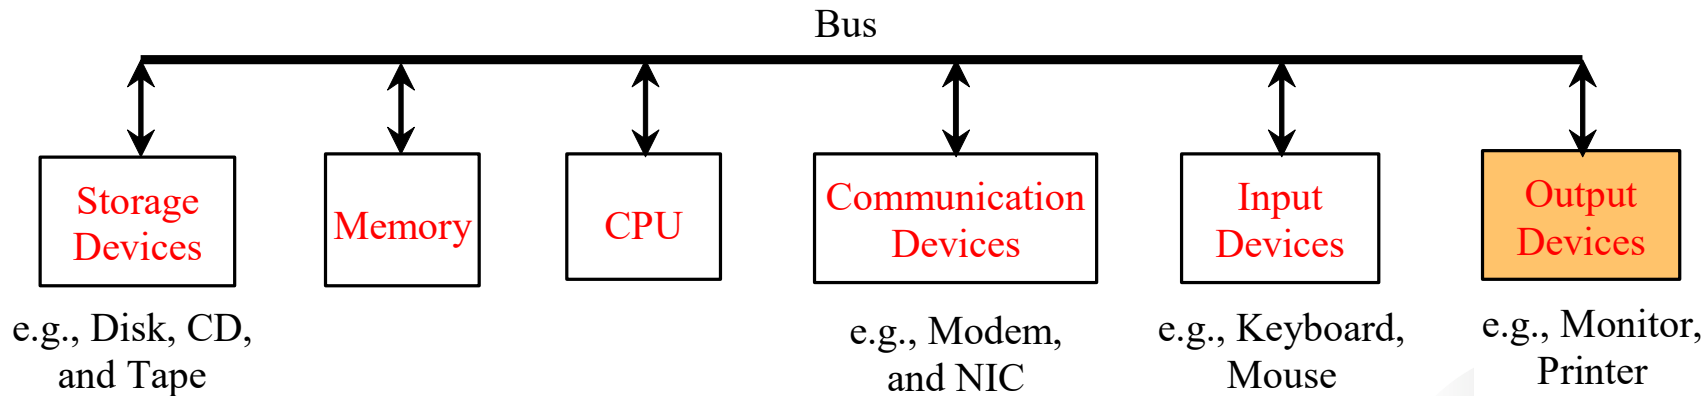 Bus
Storage
Devices
Memory
CPU
Communication
Devices
Input
Devices
Output
Devices
e.g., Disk, CD,
and Tape
e.g., Modem,
and NIC
e.g., Keyboard,
Mouse
e.g., Monitor,
Printer